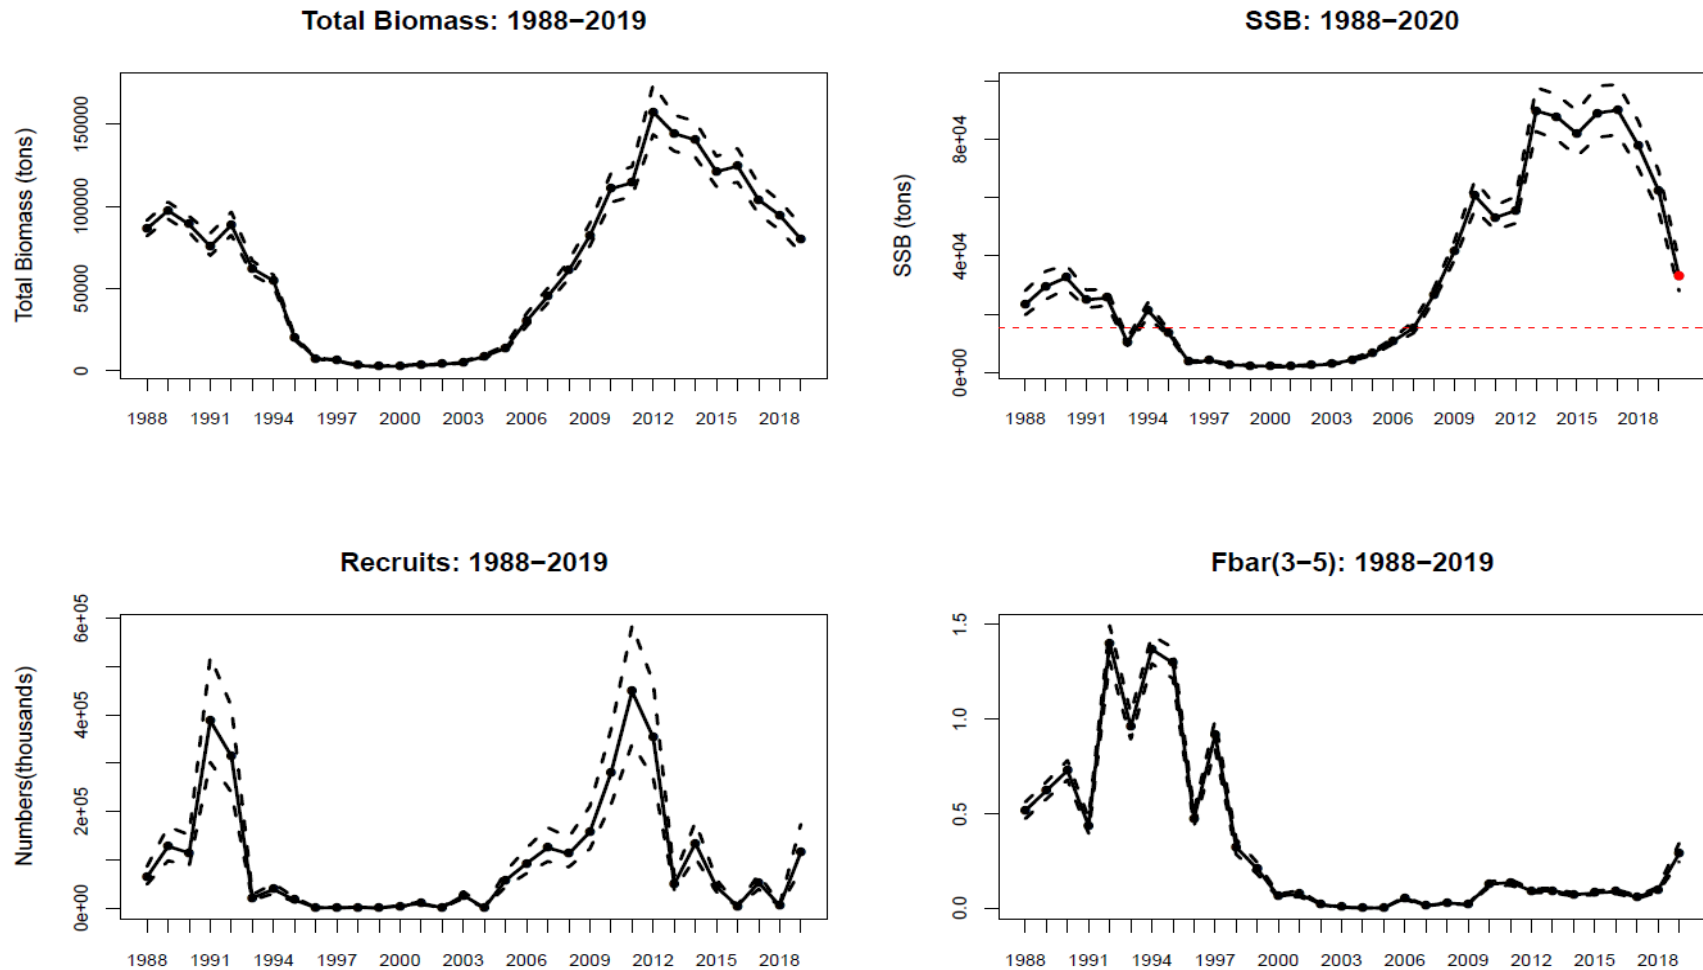 Total Biomass: 1988−2019
Total Biomass (tons)
150000
100000
50000
0
1988 1991 1994 1997 2000 2003 2006 2009 2012 2015 2018
SSB: 1988−2020
SSB (tons)
8e+04
4e+04
0e+00
1988 1991 1994 1997 2000 2003 2006 2009 2012 2015 2018
Recruits: 1988−2019
Numbers(thousands)
6e+05
4e+05
2e+05
0e+00
1988 1991 1994 1997 2000 2003 2006 2009 2012 2015 2018
Fbar(3−5): 1988−2019
1.5
1.0
0.5
0.0
1988 1991 1994 1997 2000 2003 2006 2009 2012 2015 2018